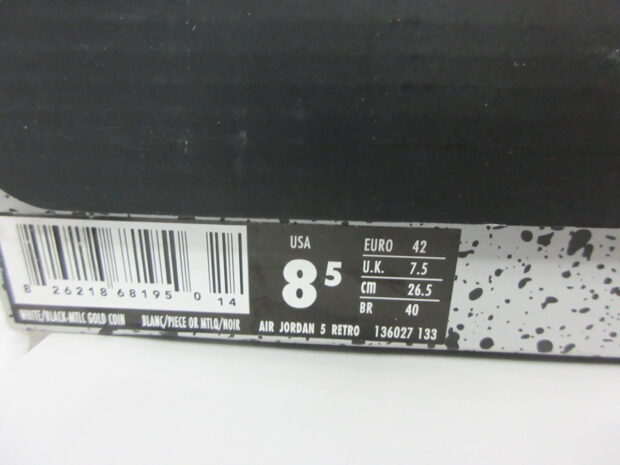 USA
8⁵
EURO 42
U.K. 7.5
cm 26.5
BR 40
8 26218 68195 0 14
WHITE/BLACK-MTLC GOLD COIN BLANC/PIECE OR MTLQ/NOIR
AIR JORDAN 5 RETRO 136027 133